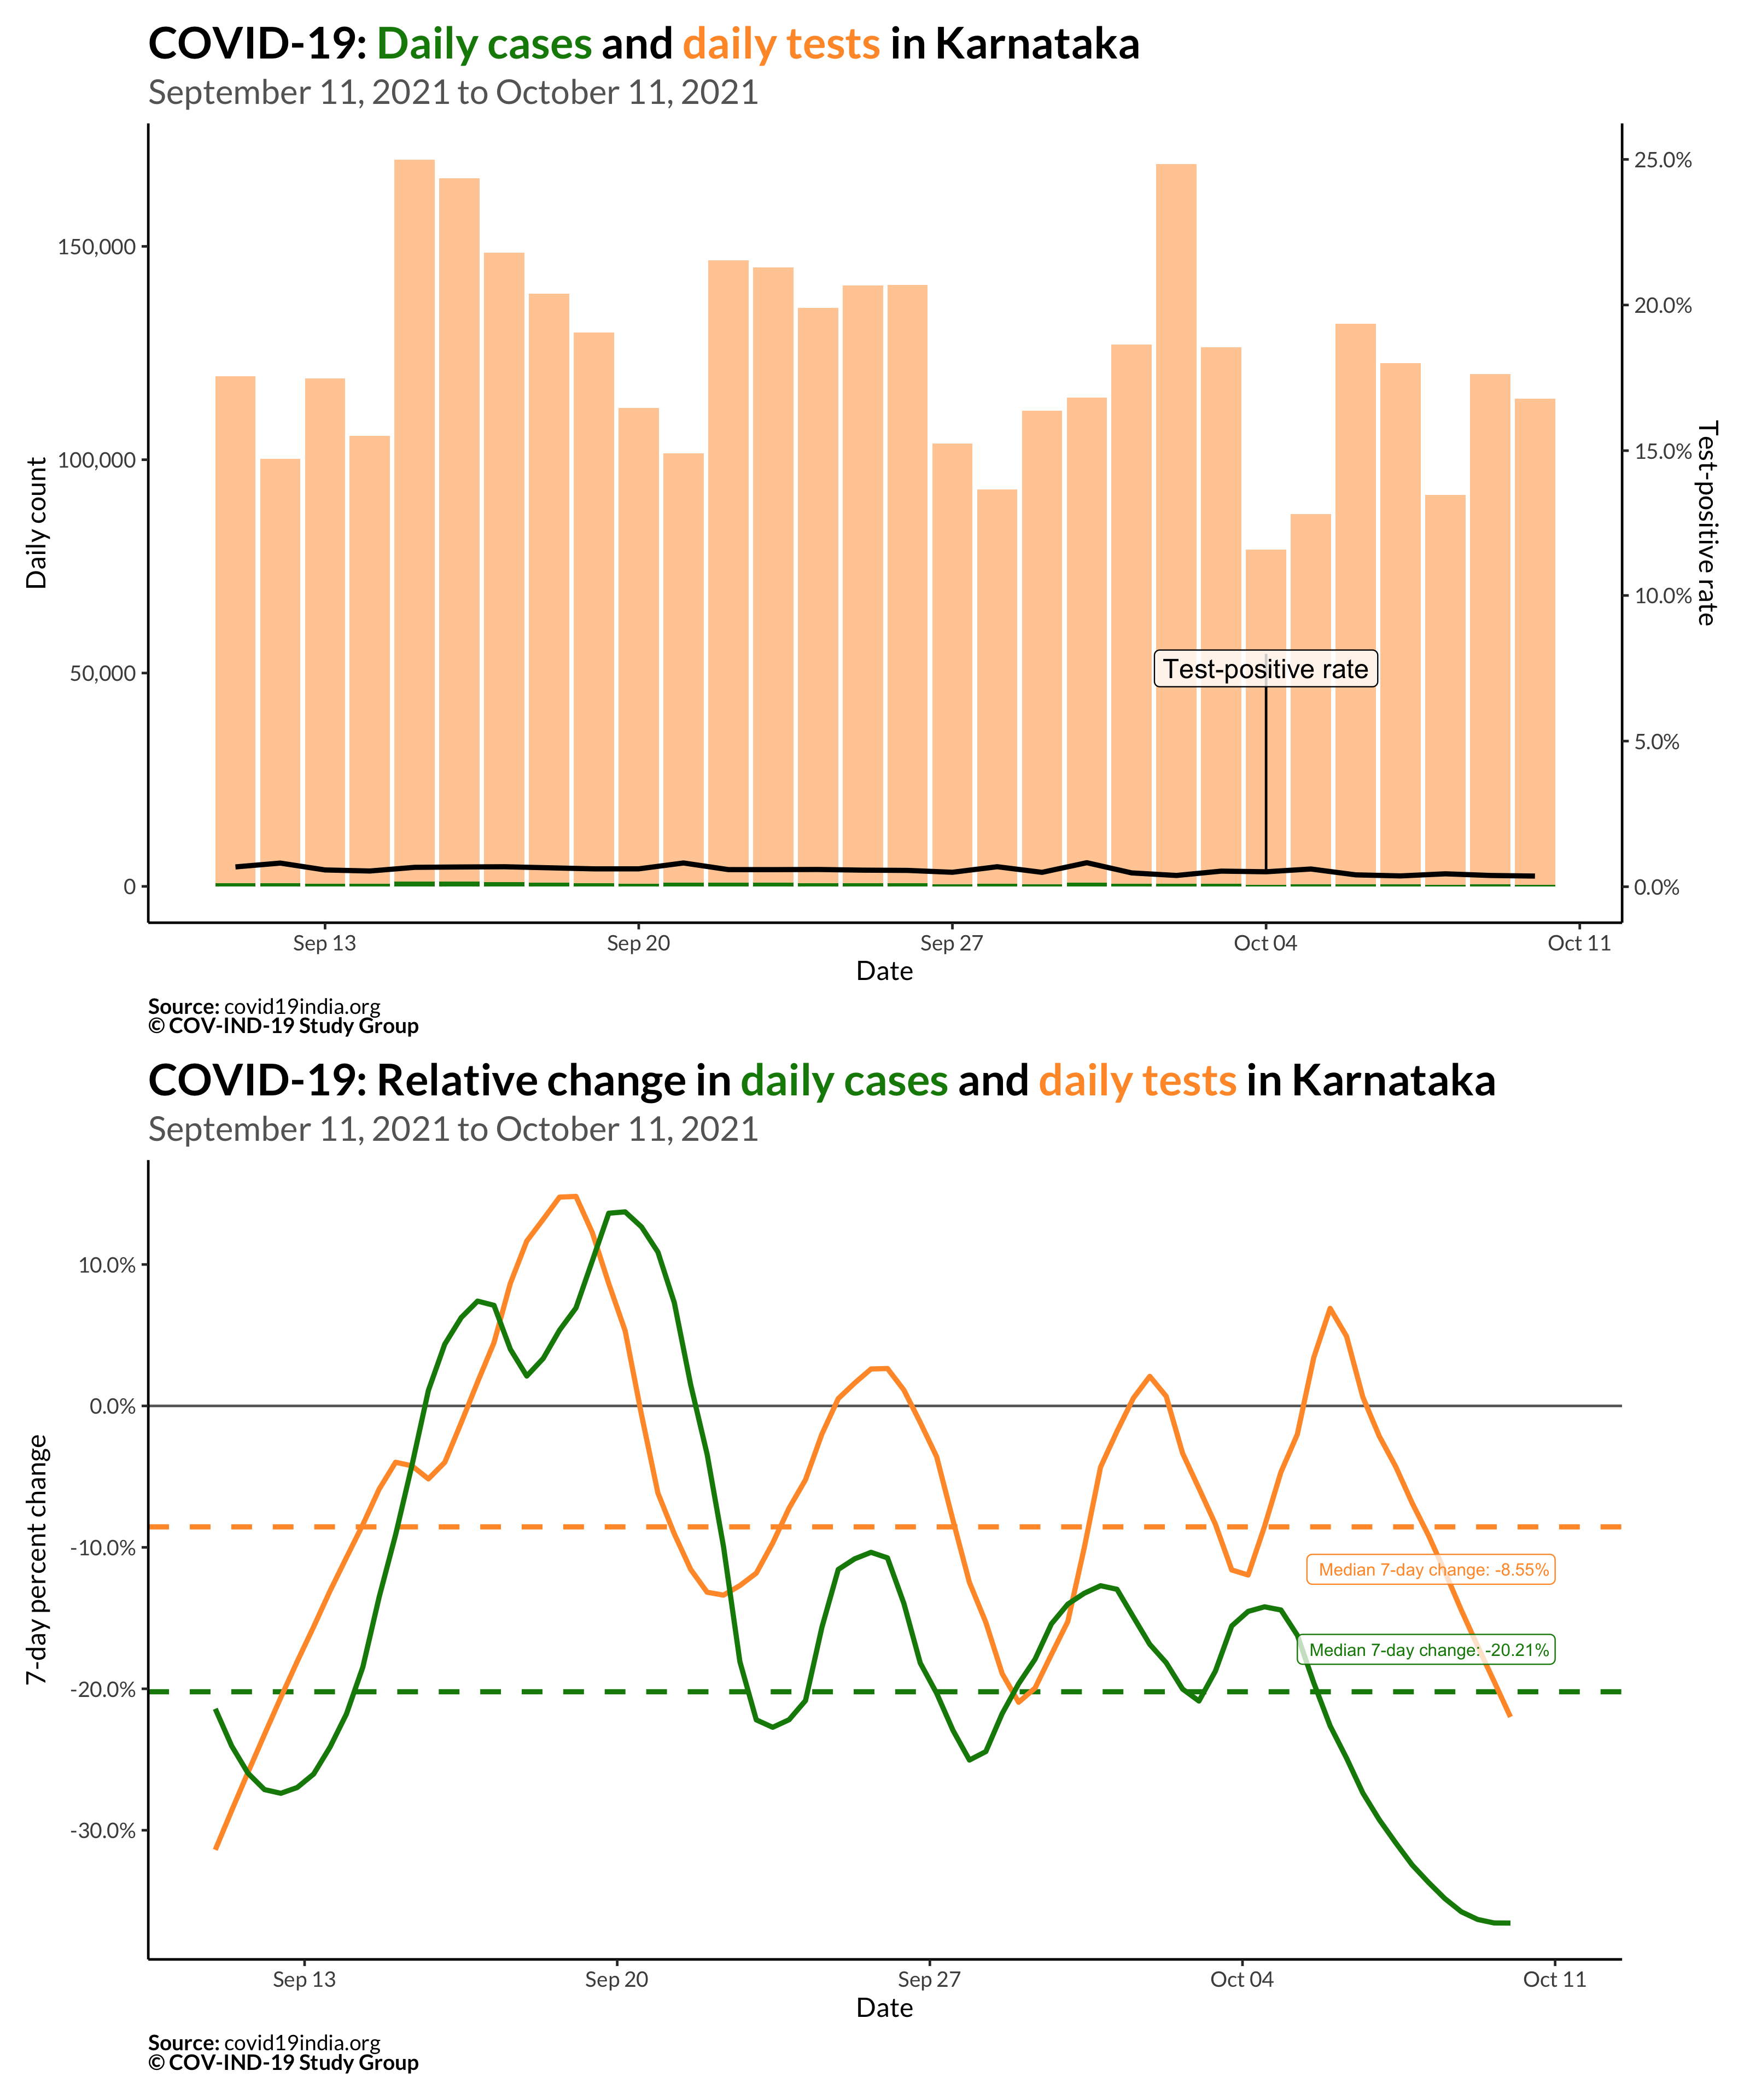 COVID-19: Daily cases and daily tests in Karnataka
September 11, 2021 to October 11, 2021
25.0%
150,000
20.0%
100,000
15.0%
Daily count
Test-positive rate
10.0%
50,000
Test-positive rate
5.0%
0
0.0%
Sep 13
Sep 20
Sep 27
Oct 04
Oct 11
Date
Source: covid19india.org
© COV-IND-19 Study Group
COVID-19: Relative change in daily cases and daily tests in Karnataka
September 11, 2021 to October 11, 2021
10.0%
0.0%
7-day percent change
-10.0%
Median 7-day change: -8.55%
Median 7-day change: -20.21%
-20.0%
-30.0%
Sep 13
Sep 20
Sep 27
Oct 04
Oct 11
Date
Source: covid19india.org
© COV-IND-19 Study Group